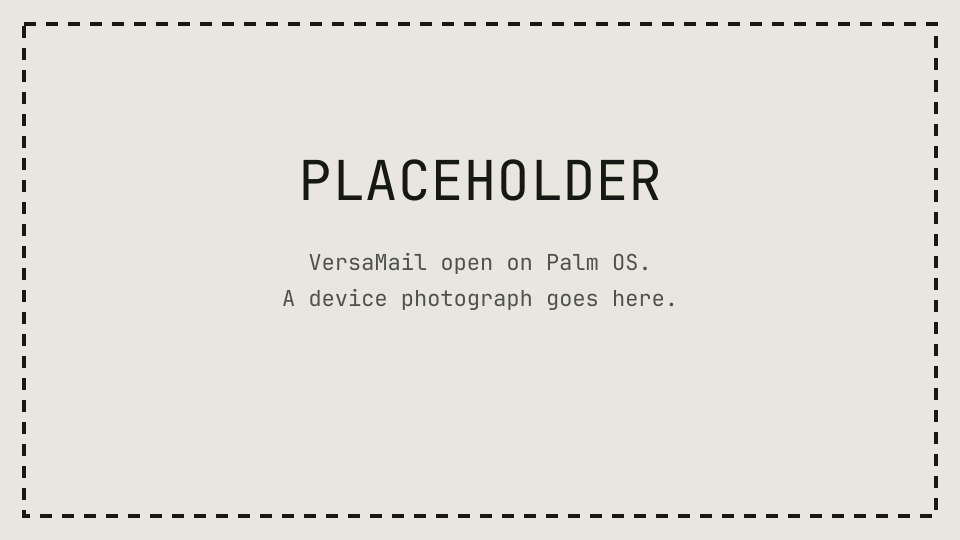 PLACEHOLDER
VersaMail open on Palm OS.
A device photograph goes here.